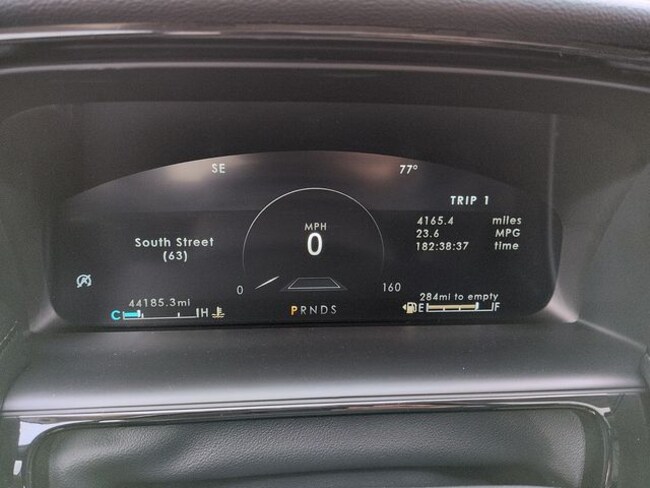 SE
77°
TRIP 1
4165.4 miles
23.6 MPG
182:38:37 time
MPH
0
South Street
(63)
0
160
44185.3mi
C H
PRNDS
284mi to empty
E F